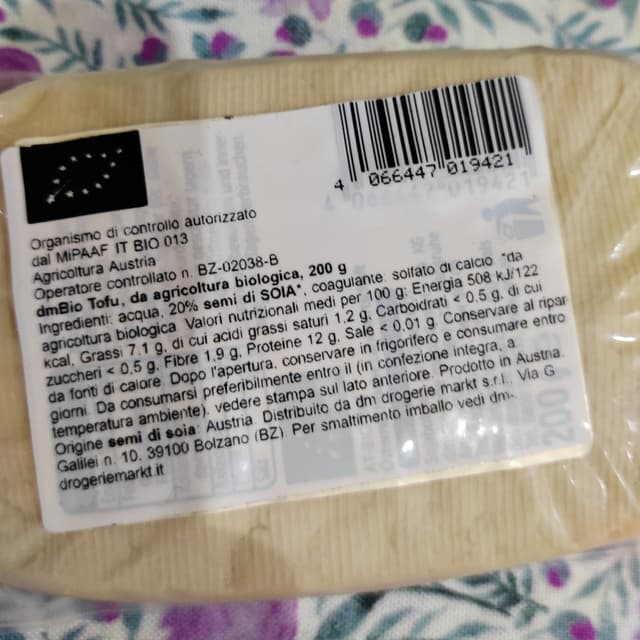 4 066447 019421
Organismo di controllo autorizzato
dal MiPAAF IT BIO 013
Agricoltura Austria
Operatore controllato n. BZ-02038-B
dmBio Tofu, da agricoltura biologica, 200 g
Ingredienti: acqua, 20% semi di SOIA*, coagulante: solfato di calcio. *da
agricoltura biologica. Valori nutrizionali medi per 100 g: Energia 508 kJ/122
kcal, Grassi 7,1 g, di cui acidi grassi saturi 1,2 g, Carboidrati < 0,5 g, di cui
zuccheri < 0,5 g, Fibre 1,9 g, Proteine 12 g, Sale < 0,01 g. Conservare al ripar
da fonti di calore. Dopo l'apertura, conservare in frigorifero e consumare entro
giorni. Da consumarsi preferibilmente entro il (in confezione integra, a
temperatura ambiente), vedere stampa sul lato anteriore. Prodotto in Austria.
Origine semi di soia: Austria. Distribuito da dm drogerie markt s.r.l., Via G.
Galilei n. 10, 39100 Bolzano (BZ). Per smaltimento imballo vedi dm-
drogeriemarkt.it